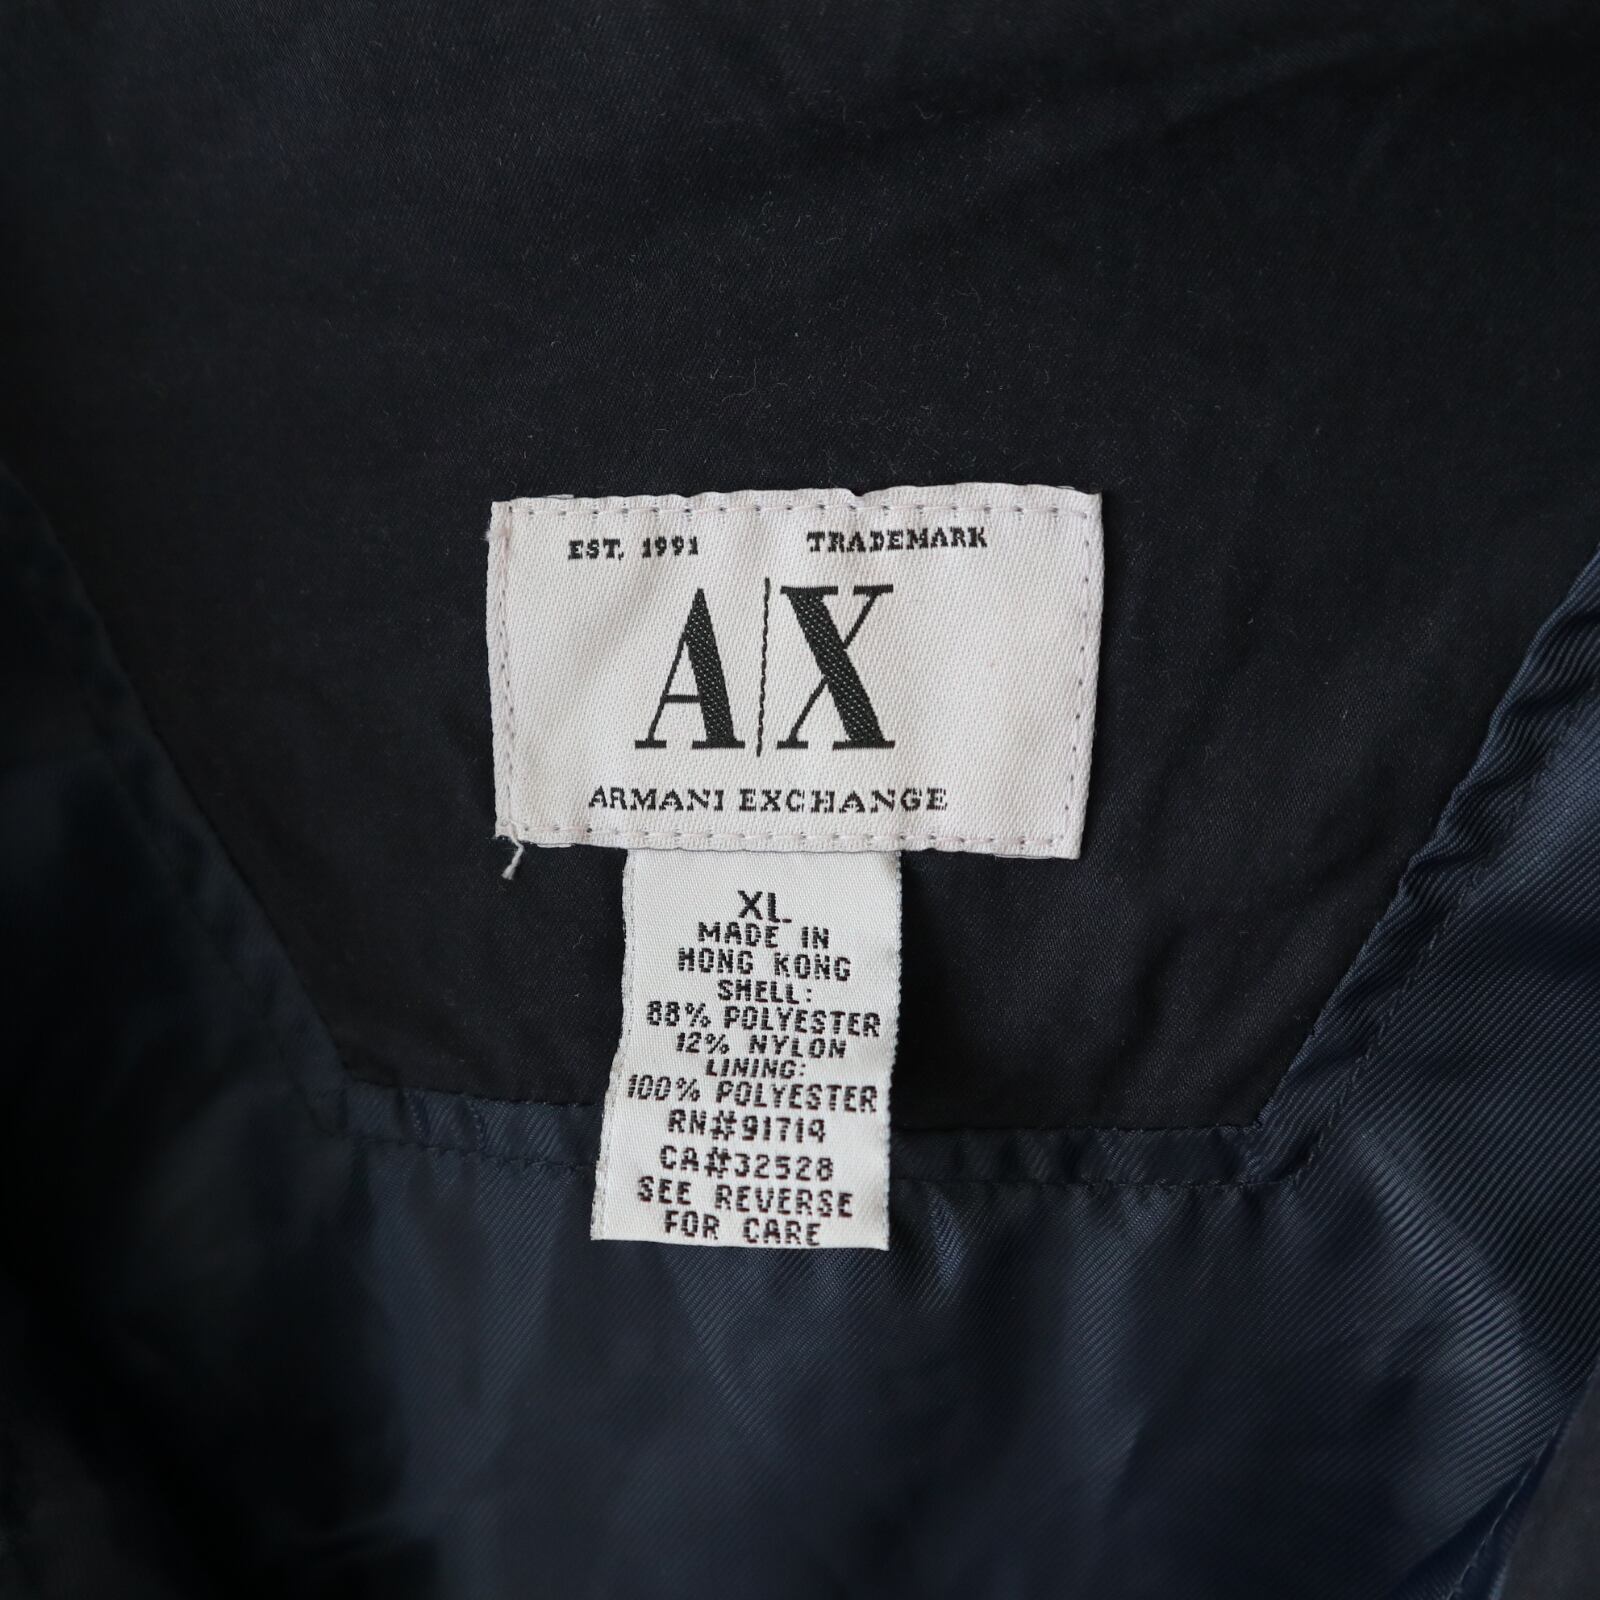 EST. 1991 TRADEMARK
A|X
ARMANI EXCHANGE
XL
MADE IN
HONG KONG
SHELL:
88% POLYESTER
12% NYLON
LINING:
100% POLYESTER
RN#91714
CA#32528
SEE REVERSE
FOR CARE